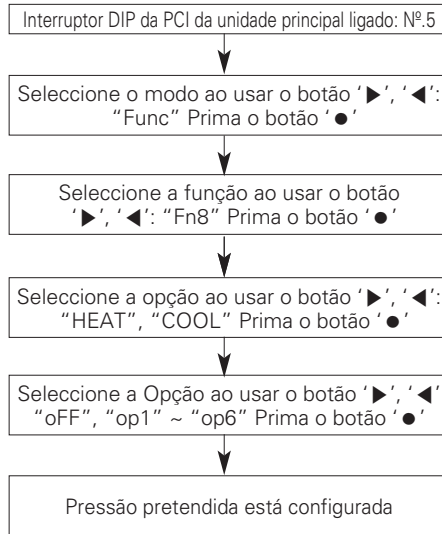 Interruptor DIP da PCI da unidade principal ligado: Nº.5
Seleccione o modo ao usar o botão ‘▶’, ‘◀’:
“Func” Prima o botão ‘●’
Seleccione a função ao usar o botão
‘▶’, ‘◀’: “Fn8” Prima o botão ‘●’
Seleccione a opção ao usar o botão ‘▶’, ‘◀’:
“HEAT”, “COOL” Prima o botão ‘●’
Seleccione a Opção ao usar o botão ‘▶’, ‘◀’
“oFF”, “op1” ~ “op6” Prima o botão ‘●’
Pressão pretendida está configurada